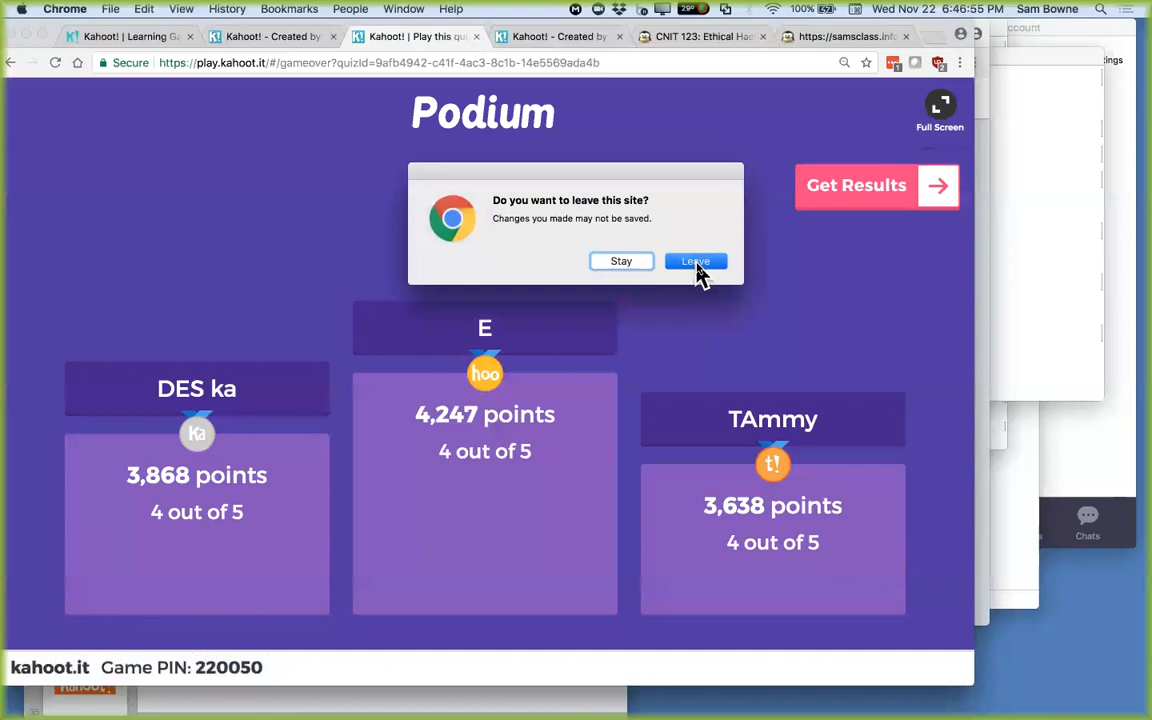 Chrome File Edit View History Bookmarks People Window Help 29° 100% Wed Nov 22 6:46:55 PM Sam Bowne
Kahoot! | Learning Ga Kahoot! - Created by Kahoot! | Play this qu Kahoot! - Created by CNIT 123: Ethical Hac https://samsclass.info
Secure https://play.kahoot.it/#/gameover?quizId=9afb4942-c41f-4ac3-8c1b-14e5569ada4b
Podium
Full Screen
Get Results
Do you want to leave this site?
Changes you made may not be saved.
Stay Leave
E
hoo
4,247 points
4 out of 5
DES ka
Ka
3,868 points
4 out of 5
TAmmy
t!
3,638 points
4 out of 5
kahoot.it Game PIN: 220050
Chats